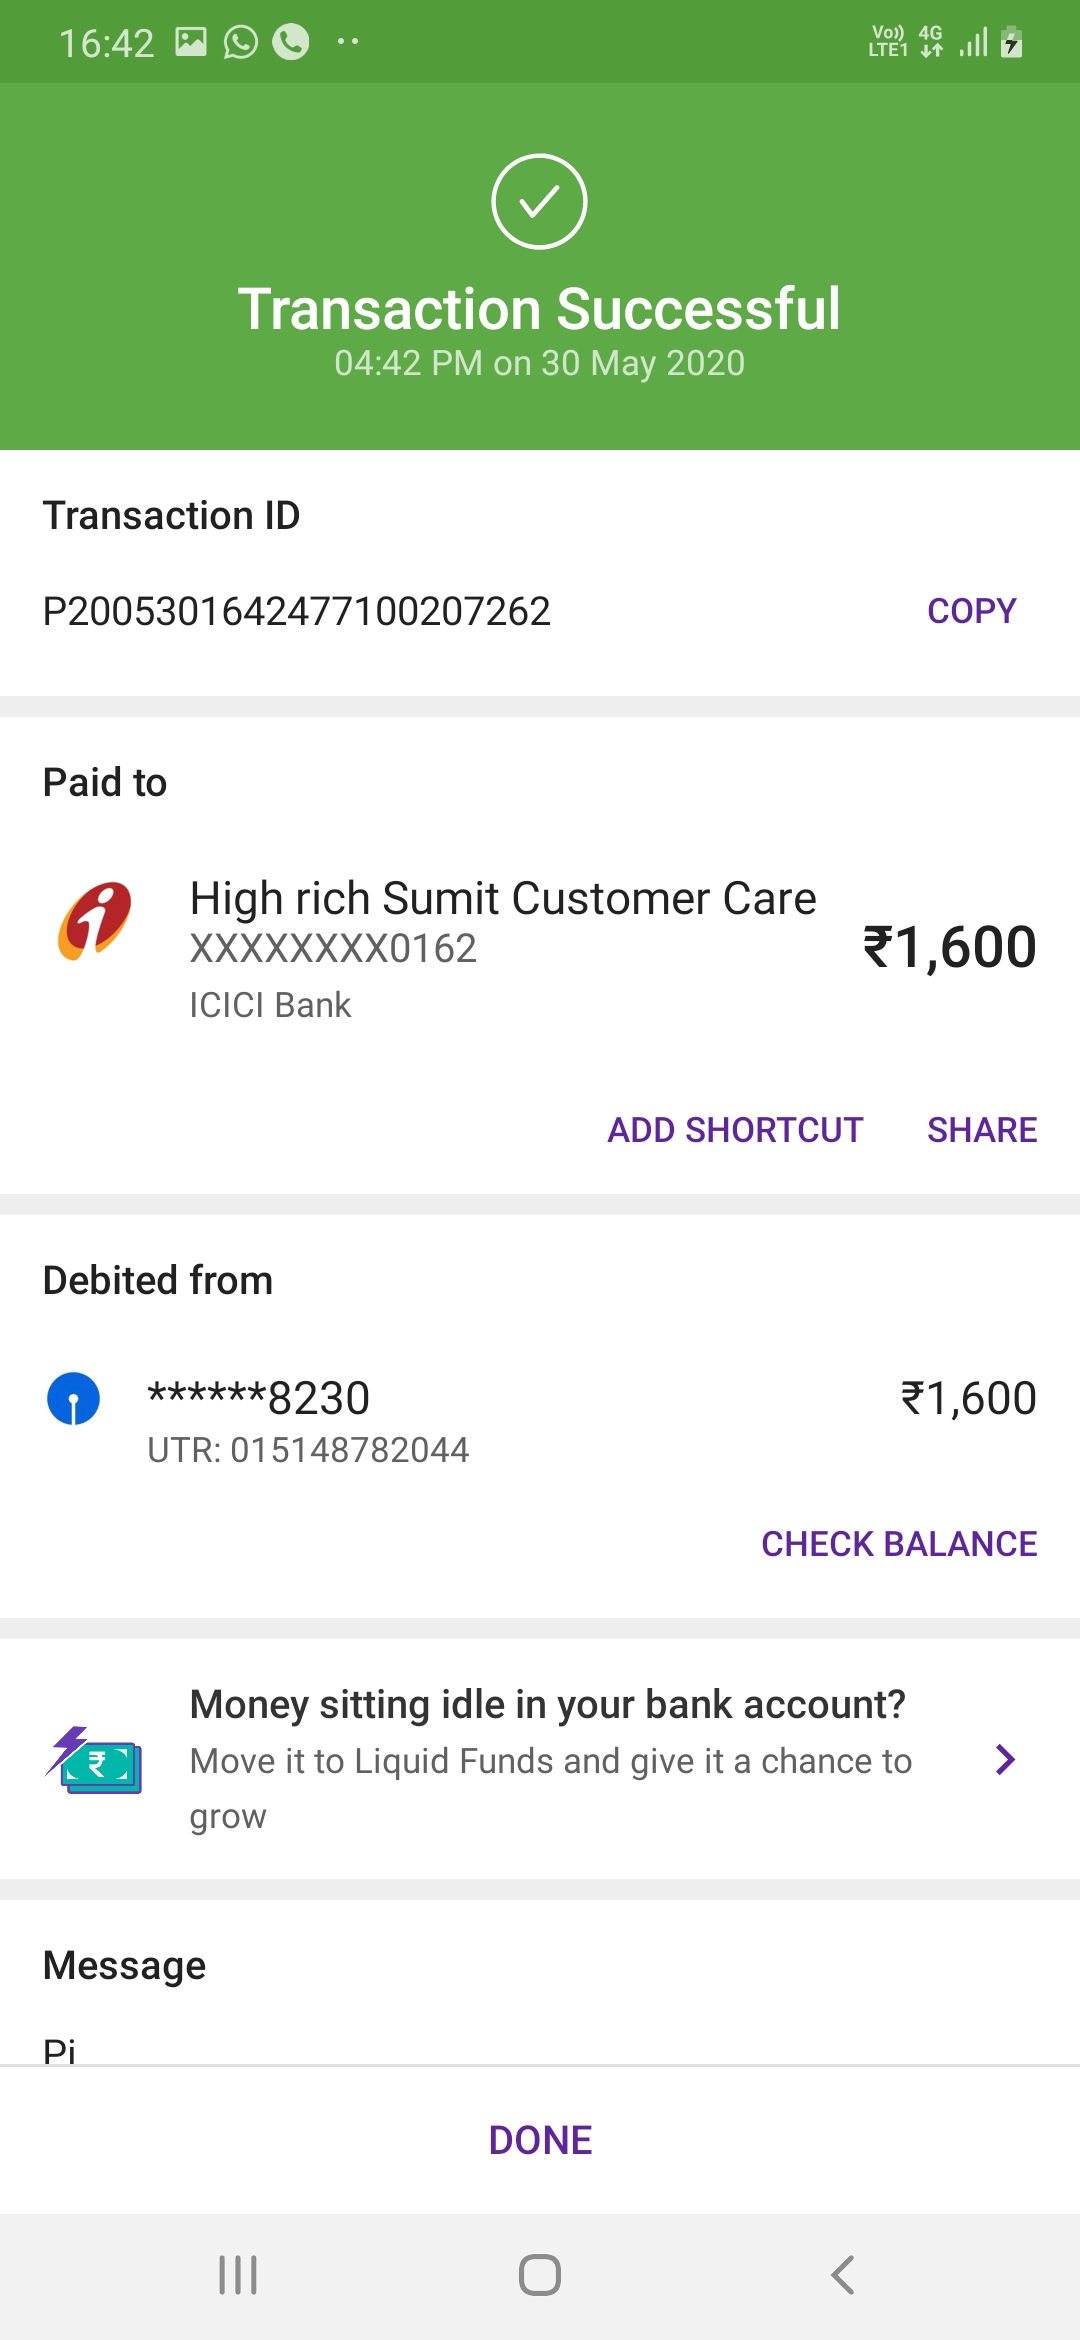 16:42
Vo)) 4G
LTE1
Transaction Successful
04:42 PM on 30 May 2020
Transaction ID
P2005301642477100207262
COPY
Paid to
High rich Sumit Customer Care
XXXXXXXX0162
₹1,600
ICICI Bank
ADD SHORTCUT SHARE
Debited from
******8230 ₹1,600
UTR: 015148782044
CHECK BALANCE
Money sitting idle in your bank account?
Move it to Liquid Funds and give it a chance to
grow
Message
Pi
DONE